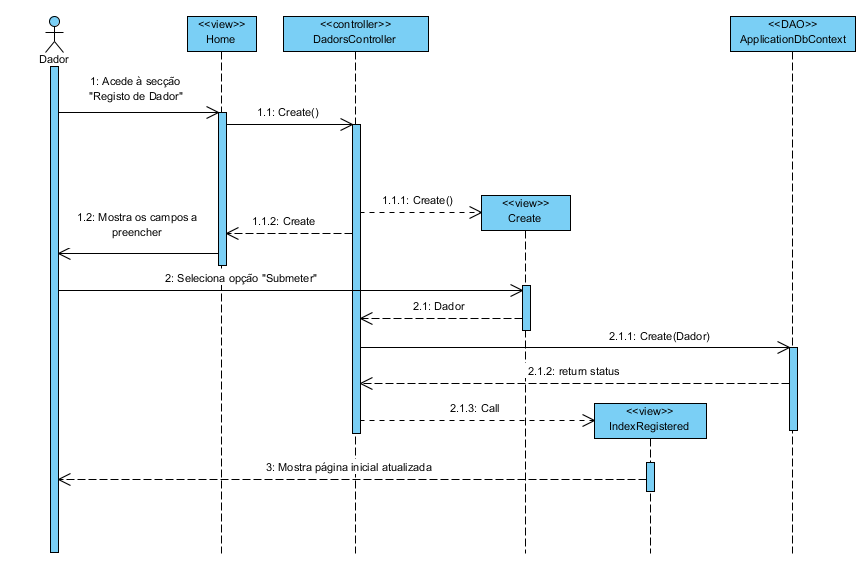 <<view>>
Home
<<controller>>
DadorsController
<<DAO>>
ApplicationDbContext
Dador
1: Acede à secção
"Registo de Dador"
1.1: Create()
1.1.1: Create()
<<view>>
Create
1.2: Mostra os campos a
preencher
1.1.2: Create
2: Seleciona opção "Submeter"
2.1: Dador
2.1.1: Create(Dador)
2.1.2: return status
2.1.3: Call
<<view>>
IndexRegistered
3: Mostra página inicial atualizada